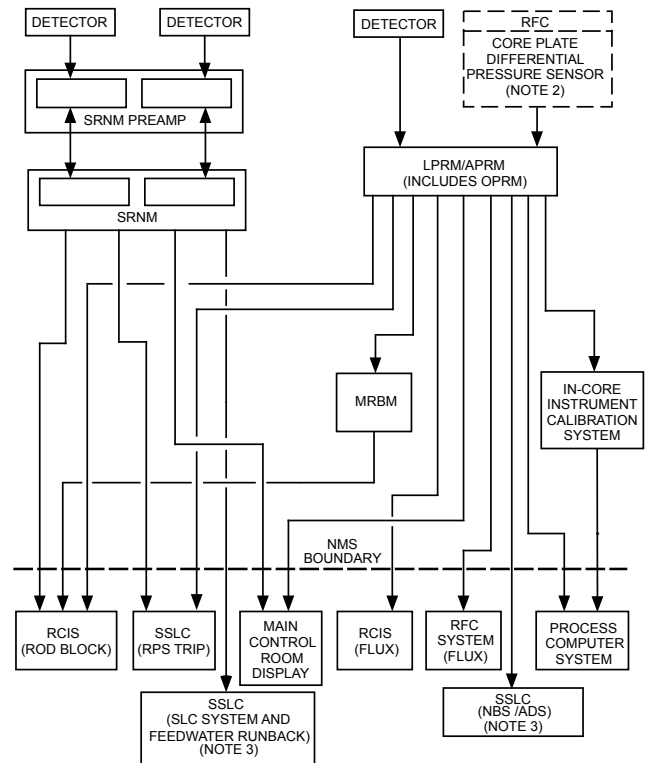 DETECTOR
DETECTOR
DETECTOR
RFC
CORE PLATE
DIFFERENTIAL
PRESSURE SENSOR
(NOTE 2)
SRNM PREAMP
LPRM/APRM
(INCLUDES OPRM)
SRNM
MRBM
IN-CORE
INSTRUMENT
CALIBRATION
SYSTEM
NMS
BOUNDARY
RCIS
(ROD BLOCK)
SSLC
(RPS TRIP)
MAIN
CONTROL
ROOM
DISPLAY
RCIS
(FLUX)
RFC
SYSTEM
(FLUX)
PROCESS
COMPUTER
SYSTEM
SSLC
(SLC SYSTEM AND
FEEDWATER RUNBACK)
(NOTE 3)
SSLC
(NBS /ADS)
(NOTE 3)